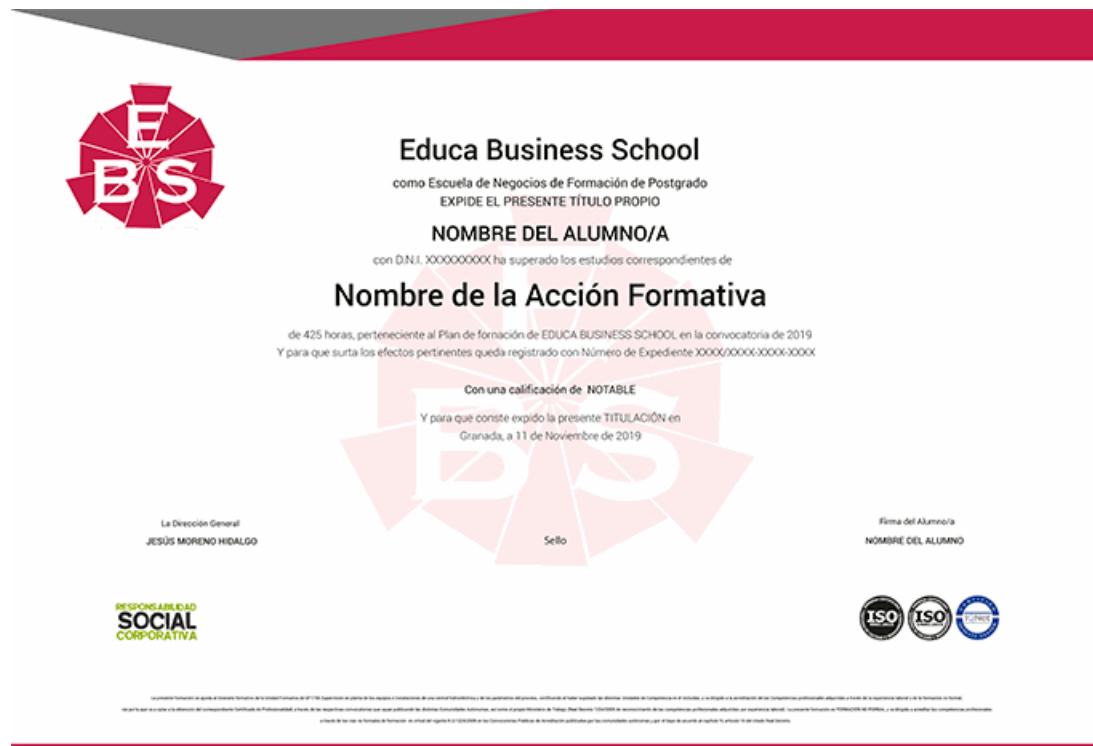 E
BS
Educa Business School
como Escuela de Negocios de Formación de Postgrado
EXPIDE EL PRESENTE TÍTULO PROPIO
NOMBRE DEL ALUMNO/A
con D.N.I. XXXXXXXXX ha superado los estudios correspondientes de
Nombre de la Acción Formativa
de 425 horas, perteneciente al Plan de fornación de EDUCA BUSINESS SCHOOL en la convocatoria de 2019
Y para que surta los efectos pertinentes queda registrado con Número de Expediente XXXX/XXXX-XXXX-XXXX
Con una calificación de NOTABLE
Y para que conste expido la presente TITULACIÓN en
Granada, a 11 de Noviembre de 2019
La Dirección General
JESÚS MORENO HIDALGO
Sello
Firma del Alumno/a
NOMBRE DEL ALUMNO
RESPONSABILIDAD
SOCIAL
CORPORATIVA
ISO
ISO
IQNet